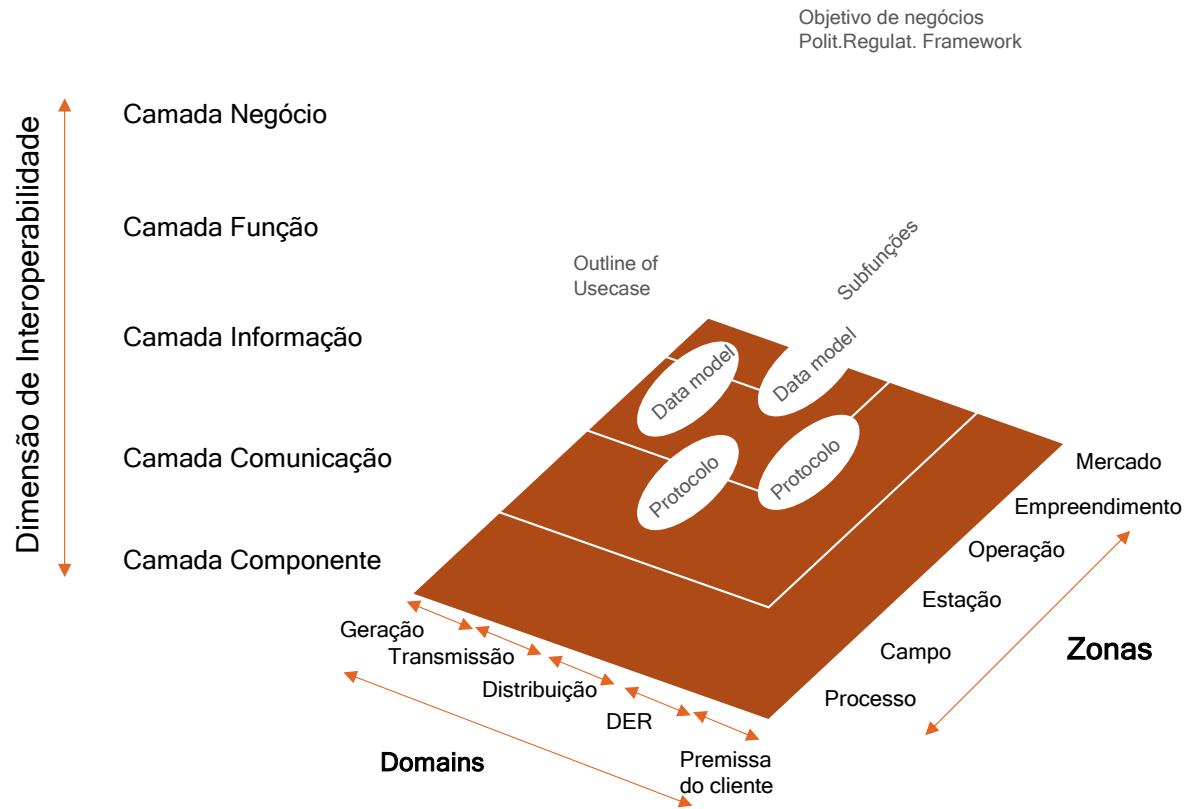 Objetivo de negócios
Polit.Regulat. Framework
Dimensão de Interoperabilidade
Camada Negócio
Camada Função
Camada Informação
Camada Comunicação
Camada Componente
Outline of
Usecase
Subfunções
Data model
Data model
Protocolo
Protocolo
Mercado
Empreendimento
Operação
Estação
Campo
Processo
Zonas
Geração
Transmissão
Distribuição
DER
Premissa
do cliente
Domains